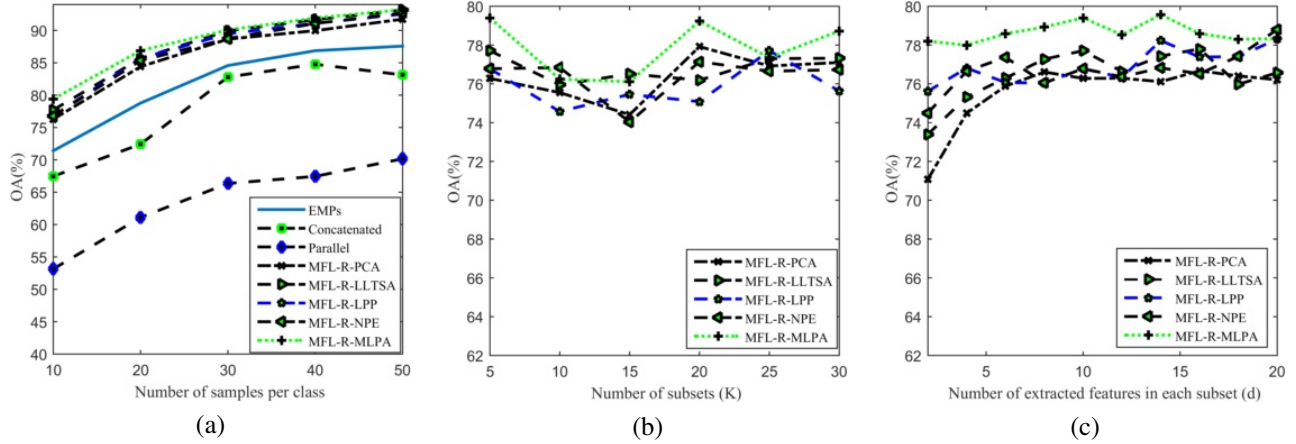 90
85
80
75
70
65
60
55
50
45
40
OA(%)
10
20
30
40
50
Number of samples per class
EMPs
Concatenated
Parallel
MFL-R-PCA
MFL-R-LLTSA
MFL-R-LPP
MFL-R-NPE
MFL-R-MLPA
(a)
80
78
76
74
72
70
68
66
64
62
OA(%)
5
10
15
20
25
30
Number of subsets (K)
MFL-R-PCA
MFL-R-LLTSA
MFL-R-LPP
MFL-R-NPE
MFL-R-MLPA
(b)
80
78
76
74
72
70
68
66
64
62
OA(%)
5
10
15
20
Number of extracted features in each subset (d)
MFL-R-PCA
MFL-R-LLTSA
MFL-R-LPP
MFL-R-NPE
MFL-R-MLPA
(c)